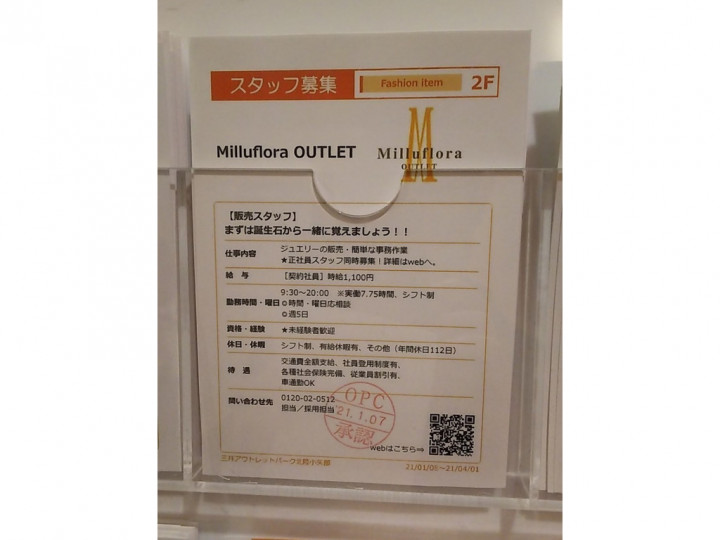 スタッフ募集 Fashion item 2F
Milluflora OUTLET
M
Milluflora
OUTLET
【販売スタッフ】
まずは誕生石から一緒に覚えましょう！！
仕事内容 ジュエリーの販売・簡単な事務作業
★正社員スタッフ同時募集！詳細はwebへ。
給 与 ［契約社員］時給1,100円
9:30～20:00 ※実働7.75時間、シフト制
勤務時間・曜日 ◎時間・曜日応相談
◎週5日
資格・経験 ★未経験者歓迎
休日・休暇 シフト制、有給休暇有、その他（年間休日112日）
交通費全額支給、社員登用制度有、
待 遇 各種社会保険完備、従業員割引有、
車通勤OK
問い合わせ先 0120-02-0512
担当／採用担当
OPC
'21.1.07
承認
webはこちら⇒
三井アウトレットパーク北陸小矢部 21/01/08～21/04/01